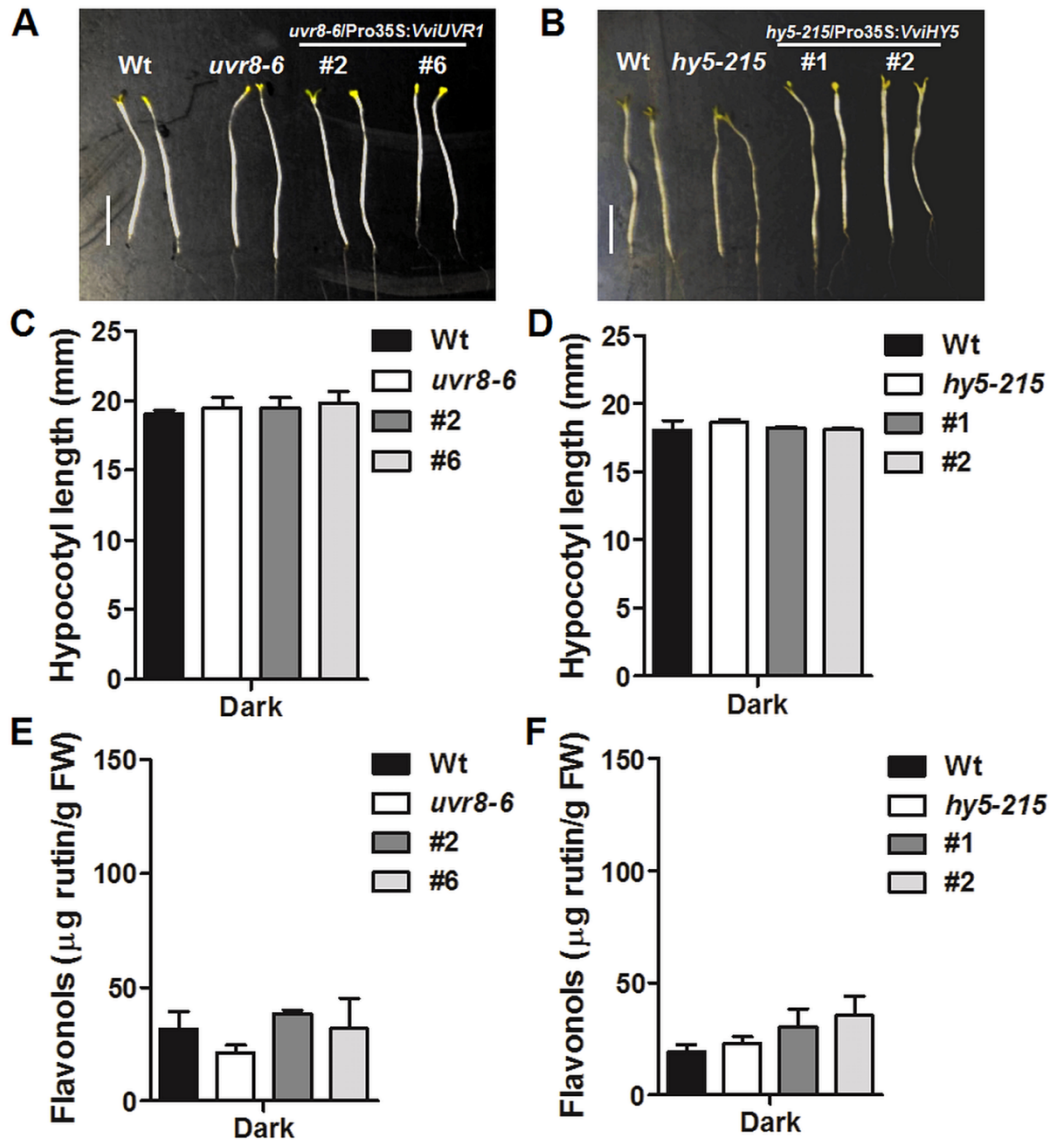 A
uvr8-6/Pro35S:VviUVR1
Wt uvr8-6 #2 #6
B
hy5-215/Pro35S:VviHY5
Wt hy5-215 #1 #2
C
Hypocotyl length (mm)
25
20
15
10
5
0
Dark
Wt
uvr8-6
#2
#6
D
Hypocotyl length (mm)
25
20
15
10
5
0
Dark
Wt
hy5-215
#1
#2
E
Flavonols (μg rutin/g FW)
150
100
50
0
Dark
Wt
uvr8-6
#2
#6
F
Flavonols (μg rutin/g FW)
150
100
50
0
Dark
Wt
hy5-215
#1
#2